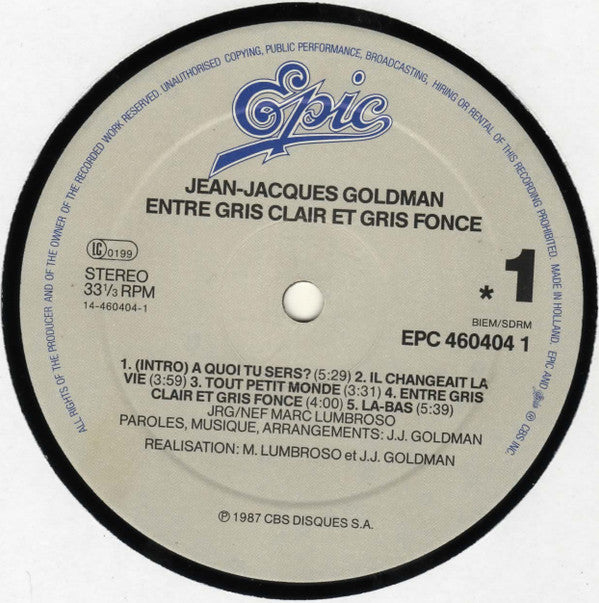 ALL RIGHTS OF THE PRODUCER AND OF THE OWNER OF THE RECORDED WORK RESERVED. UNAUTHORISED COPYING, PUBLIC PERFORMANCE, BROADCASTING, HIRING OR RENTAL OF THIS RECORDING PROHIBITED. MADE IN HOLLAND. EPIC AND Epic ® CBS INC.
Epic
JEAN-JACQUES GOLDMAN
ENTRE GRIS CLAIR ET GRIS FONCE
LC 0199
STEREO
33 1/3 RPM
14-460404-1
* 1
BIEM/SDRM
EPC 460404 1
1. (INTRO) A QUOI TU SERS? (5:29) 2. IL CHANGEAIT LA
VIE (3:59) 3. TOUT PETIT MONDE (3:31) 4. ENTRE GRIS
CLAIR ET GRIS FONCE (4:00) 5. LA-BAS (5:39)
JRG/NEF MARC LUMBROSO
PAROLES, MUSIQUE, ARRANGEMENTS: J.J. GOLDMAN
REALISATION: M. LUMBROSO et J.J. GOLDMAN
℗ 1987 CBS DISQUES S.A.